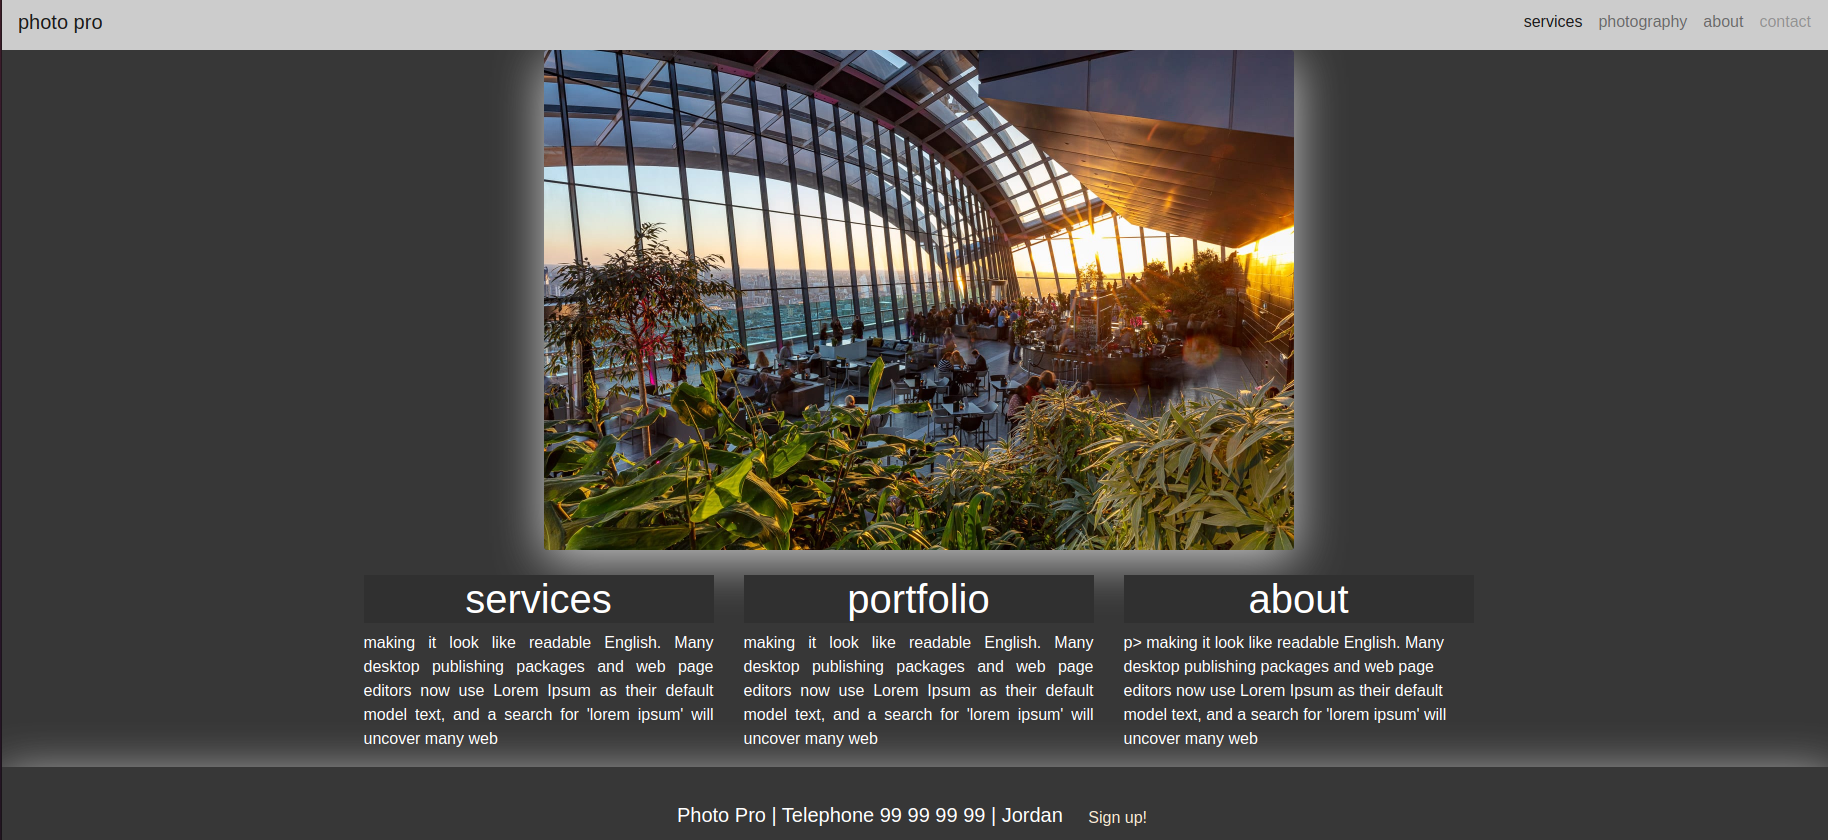 photo pro
services photography about contact
services
making it look like readable English. Many
desktop publishing packages and web page
editors now use Lorem Ipsum as their default
model text, and a search for 'lorem ipsum' will
uncover many web
portfolio
making it look like readable English. Many
desktop publishing packages and web page
editors now use Lorem Ipsum as their default
model text, and a search for 'lorem ipsum' will
uncover many web
about
p> making it look like readable English. Many
desktop publishing packages and web page
editors now use Lorem Ipsum as their default
model text, and a search for 'lorem ipsum' will
uncover many web
Photo Pro | Telephone 99 99 99 99 | Jordan Sign up!